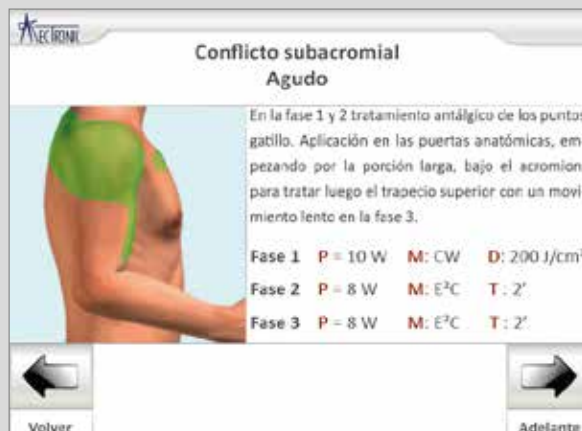 ALECTRONIC
Conflicto subacromial
Agudo
En la fase 1 y 2 tratamiento antálgico de los puntos
gatillo. Aplicación en las puertas anatómicas, em-
pezando por la porción larga, bajo el acromion
para tratar luego el trapecio superior con un movi-
miento lento en la fase 3.
Fase 1 P = 10 W M: CW D: 200 J/cm²
Fase 2 P = 8 W M: E²C T: 2'
Fase 3 P = 8 W M: E²C T: 2'
Volver Adelante